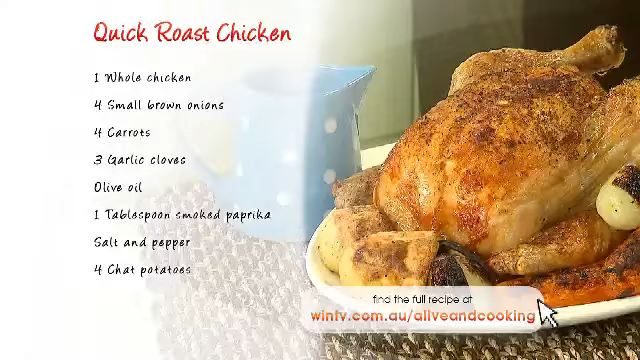 Quick Roast Chicken
1 Whole chicken
4 Small brown onions
4 Carrots
3 Garlic cloves
Olive oil
1 Tablespoon smoked paprika
Salt and pepper
4 Chat potatoes
find the full recipe at
wintv.com.au/aliveandcooking